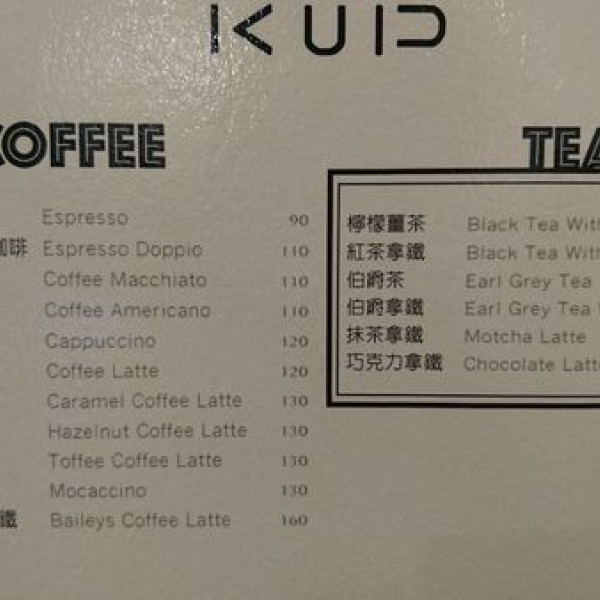 KUP
COFFEE
Espresso 90
咖啡 Espresso Doppio 110
Coffee Macchiato 110
Coffee Americano 110
Cappuccino 120
Coffee Latte 120
Caramel Coffee Latte 130
Hazelnut Coffee Latte 130
Toffee Coffee Latte 130
Mocaccino 130
鐵 Baileys Coffee Latte 160
TEA
檸檬薑茶 Black Tea With
紅茶拿鐵 Black Tea With
伯爵茶 Earl Grey Tea
伯爵拿鐵 Earl Grey Tea
抹茶拿鐵 Motcha Latte
巧克力拿鐵 Chocolate Latte